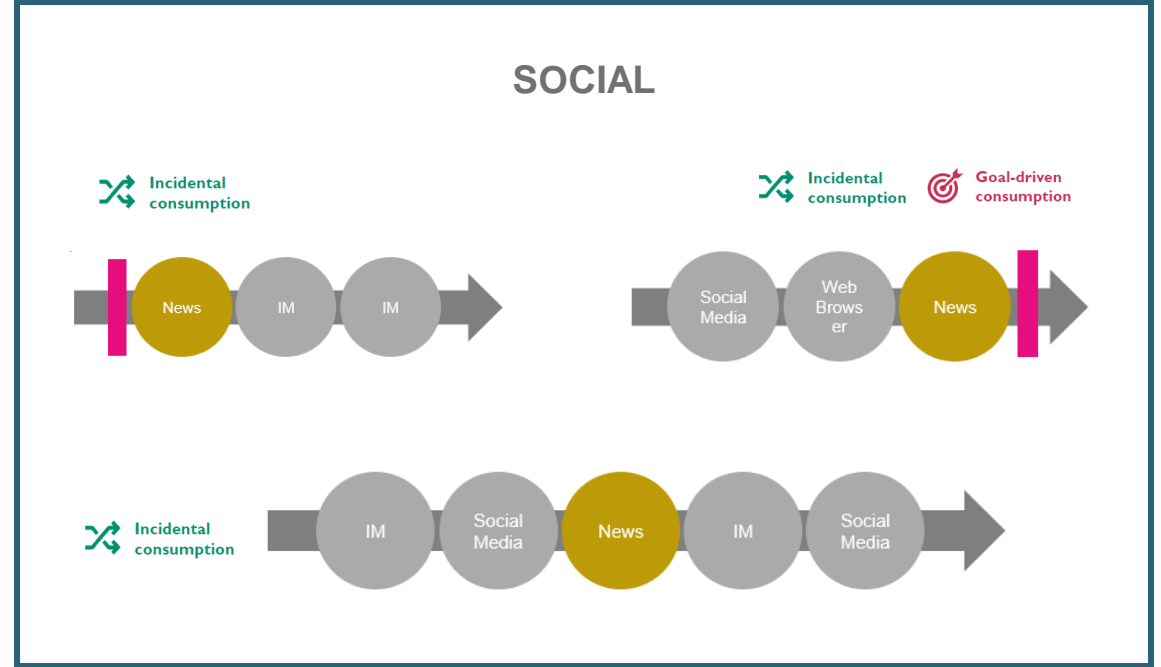 SOCIAL
Incidental
consumption
News
IM
IM
Incidental
consumption
Goal-driven
consumption
Social
Media
Web
Brows
er
News
Incidental
consumption
IM
Social
Media
News
IM
Social
Media